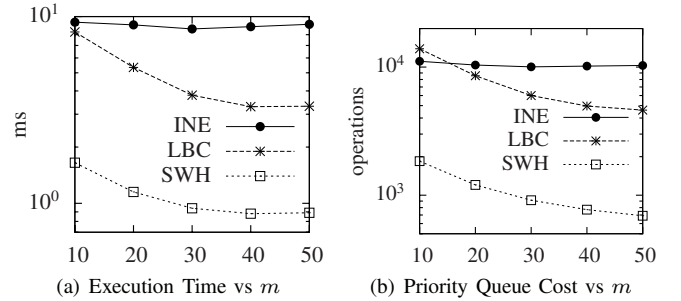 10^1
ms
10^0
INE
LBC
SWH
10 20 30 40 50
(a) Execution Time vs m
10^4
operations
10^3
INE
LBC
SWH
10 20 30 40 50
(b) Priority Queue Cost vs m